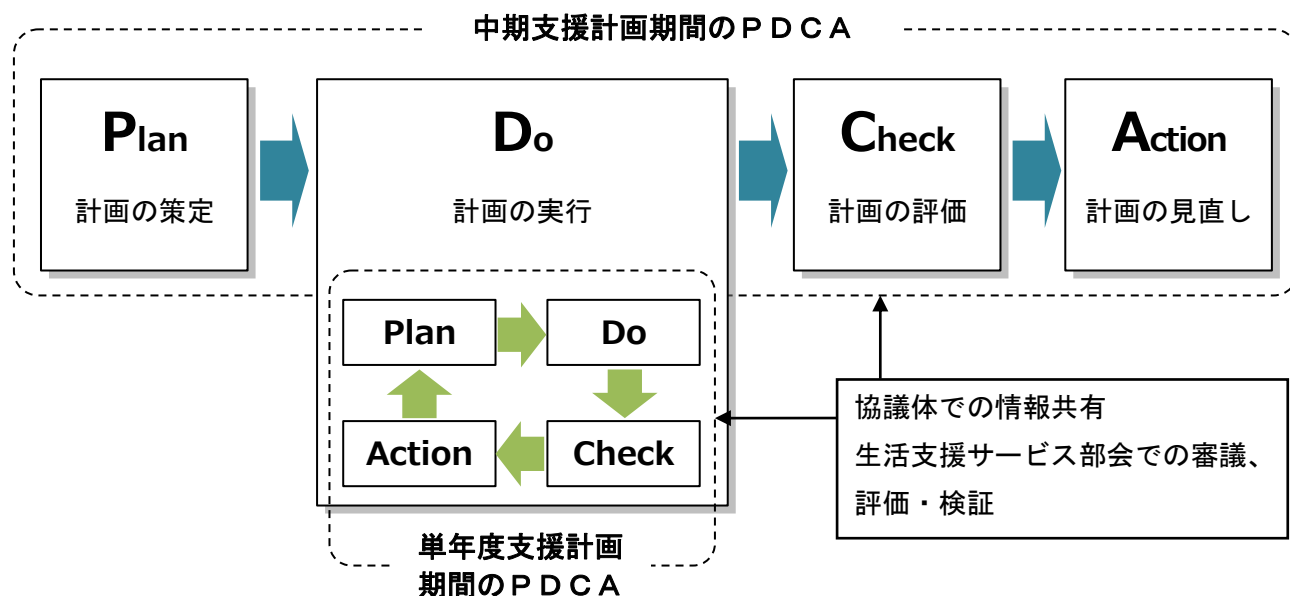 中期支援計画期間のＰＤＣＡ
Plan
計画の策定
Do
計画の実行
Check
計画の評価
Action
計画の見直し
Plan
Do
Action
Check
単年度支援計画
期間のＰＤＣＡ
協議体での情報共有
生活支援サービス部会での審議、
評価・検証